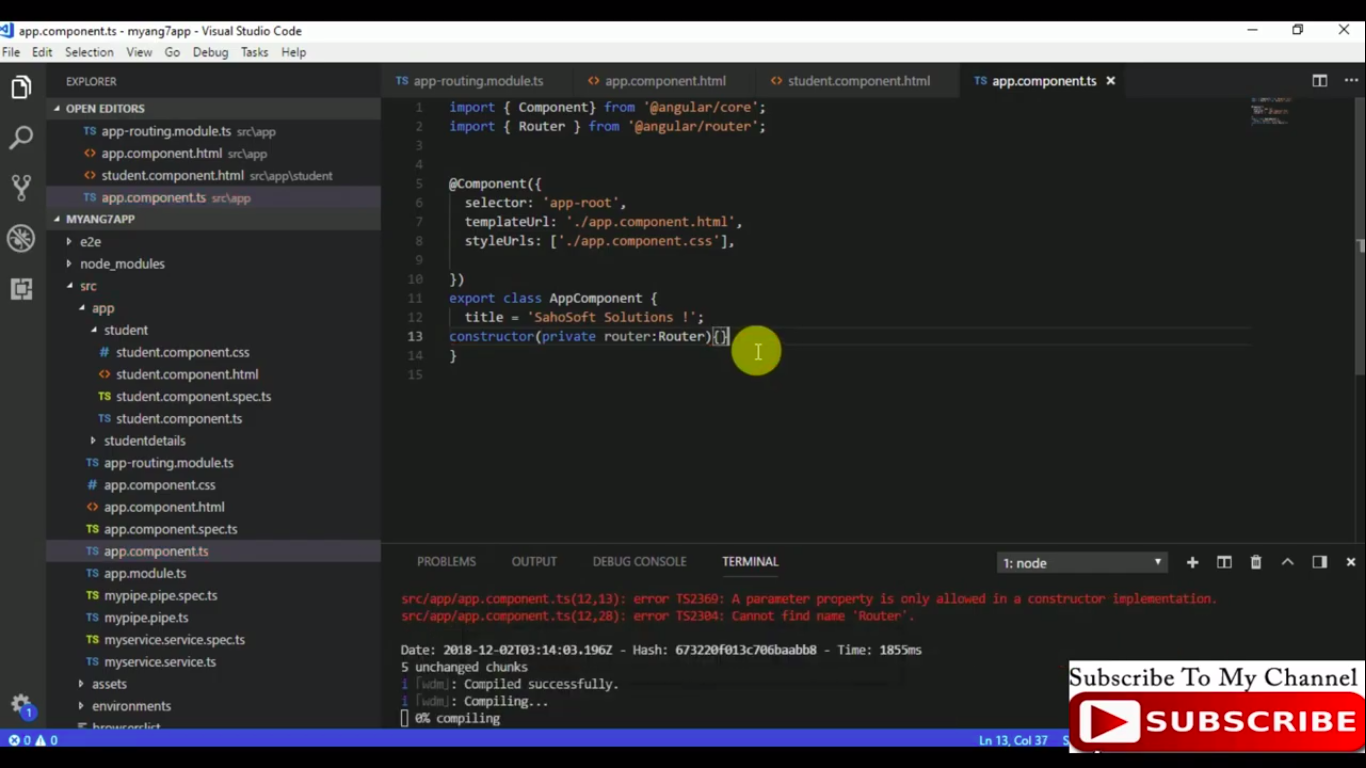 app.component.ts - myang7app - Visual Studio Code
File Edit Selection View Go Debug Tasks Help
EXPLORER
OPEN EDITORS
TS app-routing.module.ts src\app
<> app.component.html src\app
<> student.component.html src\app\student
TS app.component.ts src\app
MYANG7APP
e2e
node_modules
src
app
student
# student.component.css
<> student.component.html
TS student.component.spec.ts
TS student.component.ts
studentdetails
TS app-routing.module.ts
# app.component.css
<> app.component.html
TS app.component.spec.ts
TS app.component.ts
TS app.module.ts
TS mypipe.pipe.spec.ts
TS mypipe.pipe.ts
TS myservice.service.spec.ts
TS myservice.service.ts
assets
environments
browserslist
1
TS app-routing.module.ts <> app.component.html <> student.component.html TS app.component.ts ×
1 import { Component} from '@angular/core';
2 import { Router } from '@angular/router';
3
4
5 @Component({
6 selector: 'app-root',
7 templateUrl: './app.component.html',
8 styleUrls: ['./app.component.css'],
9
10 })
11 export class AppComponent {
12 title = 'SahoSoft Solutions !';
13 constructor(private router:Router){}
14 }
15
PROBLEMS OUTPUT DEBUG CONSOLE TERMINAL 1: node
src/app/app.component.ts(12,13): error TS2369: A parameter property is only allowed in a constructor implementation.
src/app/app.component.ts(12,28): error TS2304: Cannot find name 'Router'.
Date: 2018-12-02T03:14:03.196Z - Hash: 673220f013c706baabb8 - Time: 1855ms
5 unchanged chunks
i ｢wdm｣: Compiled successfully.
i ｢wdm｣: Compiling...
0% compiling
0 0 Ln 13, Col 37
Subscribe To My Channel
SUBSCRIBE